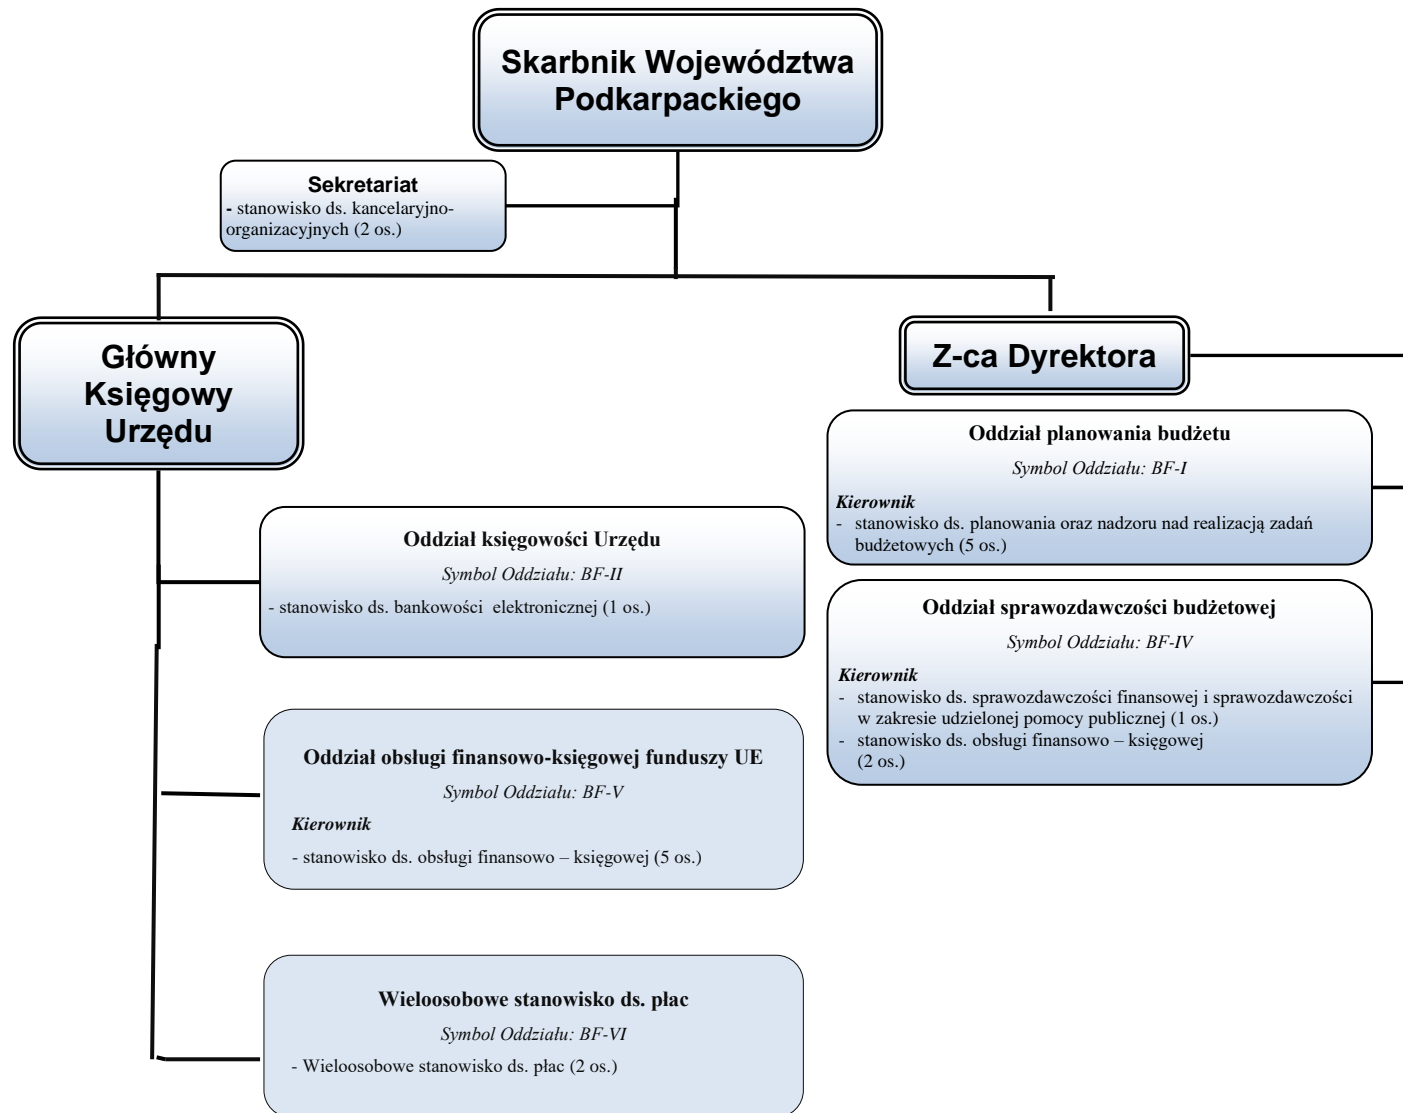 Skarbnik Województwa
Podkarpackiego
Sekretariat
- stanowisko ds. kancelaryjno-
organizacyjnych (2 os.)
Główny
Księgowy
Urzędu
Z-ca Dyrektora
Oddział księgowości Urzędu
Symbol Oddziału: BF-II
- stanowisko ds. bankowości  elektronicznej (1 os.)
Oddział obsługi finansowo-księgowej funduszy UE
Symbol Oddziału: BF-V
Kierownik
- stanowisko ds. obsługi finansowo – księgowej (5 os.)
Wieloosobowe stanowisko ds. płac
Symbol Oddziału: BF-VI
- Wieloosobowe stanowisko ds. płac (2 os.)
Oddział planowania budżetu
Symbol Oddziału: BF-I
Kierownik
- stanowisko ds. planowania oraz nadzoru nad realizacją zadań
budżetowych (5 os.)
Oddział sprawozdawczości budżetowej
Symbol Oddziału: BF-IV
Kierownik
- stanowisko ds. sprawozdawczości finansowej i sprawozdawczości
w zakresie udzielonej pomocy publicznej (1 os.)
- stanowisko ds. obsługi finansowo – księgowej
(2 os.)